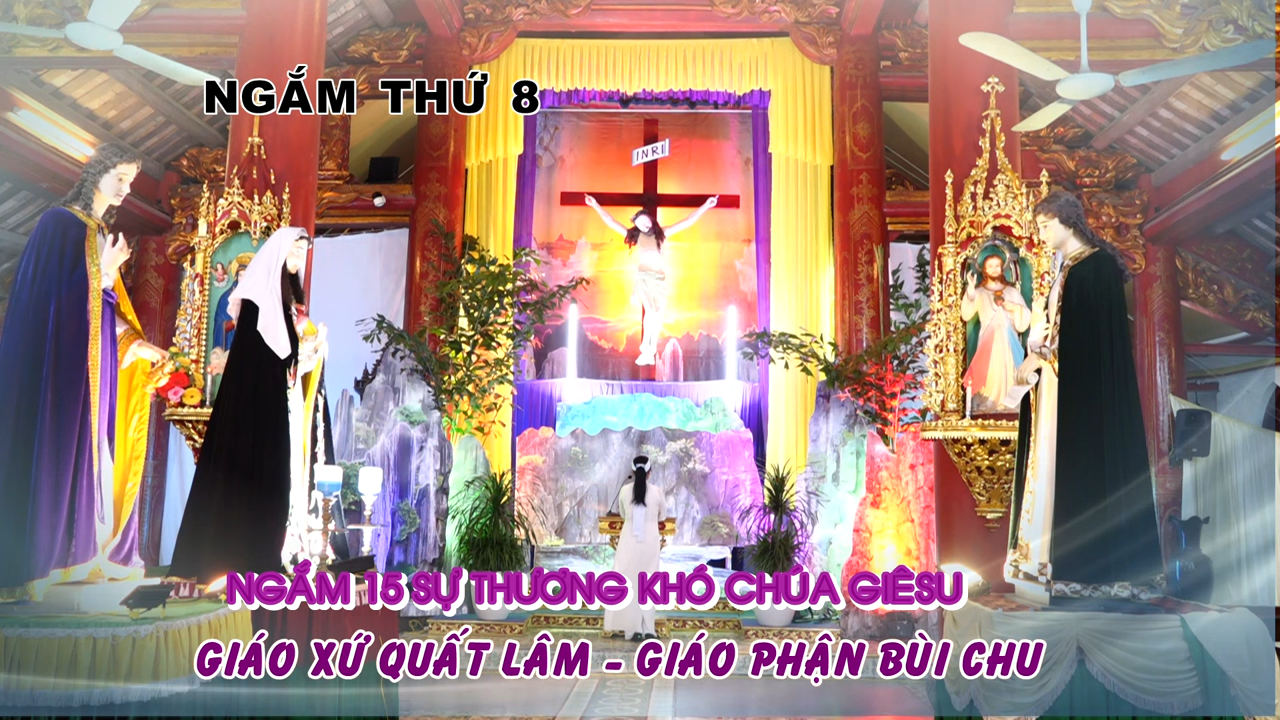 NGẮM THỨ 8
INRI
NGẮM 15 SỰ THƯƠNG KHÓ CHÚA GIÊSU
GIÁO XỨ QUẤT LÂM - GIÁO PHẬN BÙI CHU